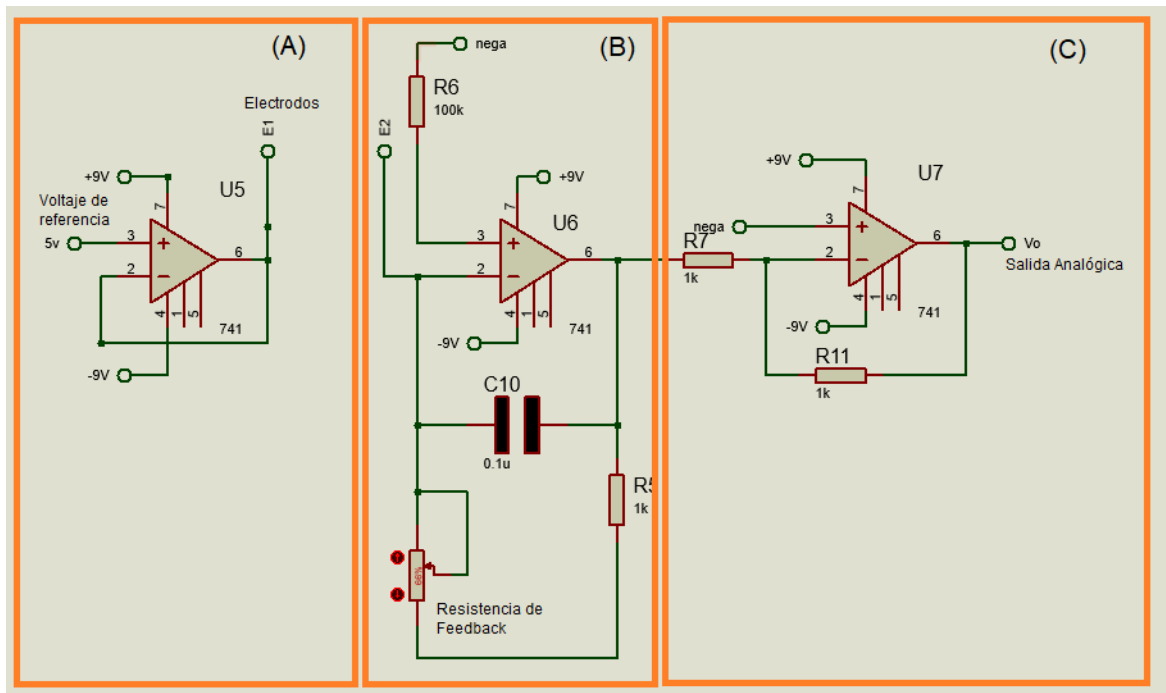 (A)
Electrodos
E1
+9V
U5
Voltaje de
referencia
5v
3
2
7
6
4
1
5
741
-9V
(B)
nega
R6
100k
E2
+9V
U6
3
2
7
6
4
1
5
741
-9V
C10
0.1u
R5
1k
66%
Resistencia de
Feedback
(C)
+9V
U7
nega
R7
1k
3
2
7
6
4
1
5
741
-9V
Vo
Salida Analógica
R11
1k